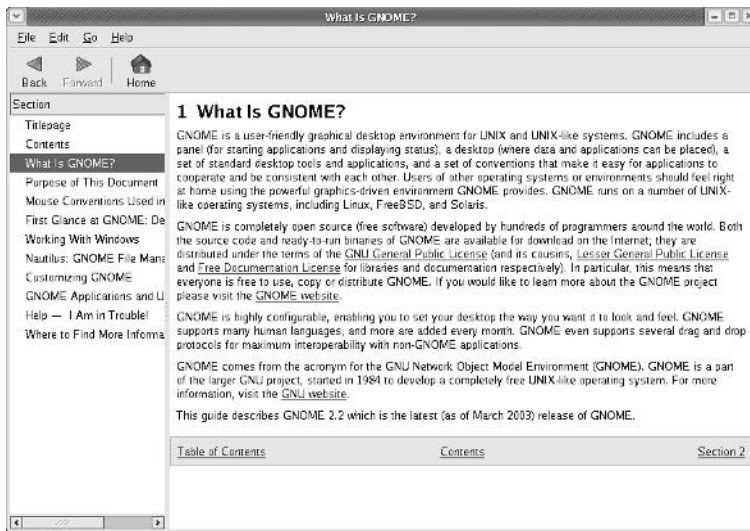 What Is GNOME?
File Edit Go Help
Back Forward Home
Section
Titlepage
Contents
What Is GNOME?
Purpose of This Document
Mouse Conventions Used in
First Glance at GNOME: De
Working With Windows
Nautilus: GNOME File Mana
Customizing GNOME
GNOME Applications and U
Help — I Am in Trouble!
Where to Find More Informa
1 What Is GNOME?
GNOME is a user-friendly graphical desktop environment for UNIX and UNIX-like systems. GNOME includes a
panel (for starting applications and displaying status), a desktop (where data and applications can be placed), a
set of standard desktop tools and applications, and a set of conventions that make it easy for applications to
cooperate and be consistent with each other. Users of other operating systems or environments should feel right
at home using the powerful graphics-driven environment GNOME provides. GNOME runs on a number of UNIX-
like operating systems, including Linux, FreeBSD, and Solaris.
GNOME is completely open source (free software) developed by hundreds of programmers around the world. Both
the source code and ready-to-run binaries of GNOME are available for download on the Internet; they are
distributed under the terms of the GNU General Public License (and its cousins, Lesser General Public License
and Free Documentation License for libraries and documentation respectively). In particular, this means that
everyone is free to use, copy or distribute GNOME. If you would like to learn more about the GNOME project
please visit the GNOME website.
GNOME is highly configurable, enabling you to set your desktop the way you want it to look and feel. GNOME
supports many human languages, and more are added every month. GNOME even supports several drag and drop
protocols for maximum interoperability with non-GNOME applications.
GNOME comes from the acronym for the GNU Network Object Model Environment (GNOME). GNOME is a part
of the larger GNU project, started in 1984 to develop a completely free UNIX-like operating system. For more
information, visit the GNU website.
This guide describes GNOME 2.2 which is the latest (as of March 2003) release of GNOME.
Table of Contents Contents Section 2